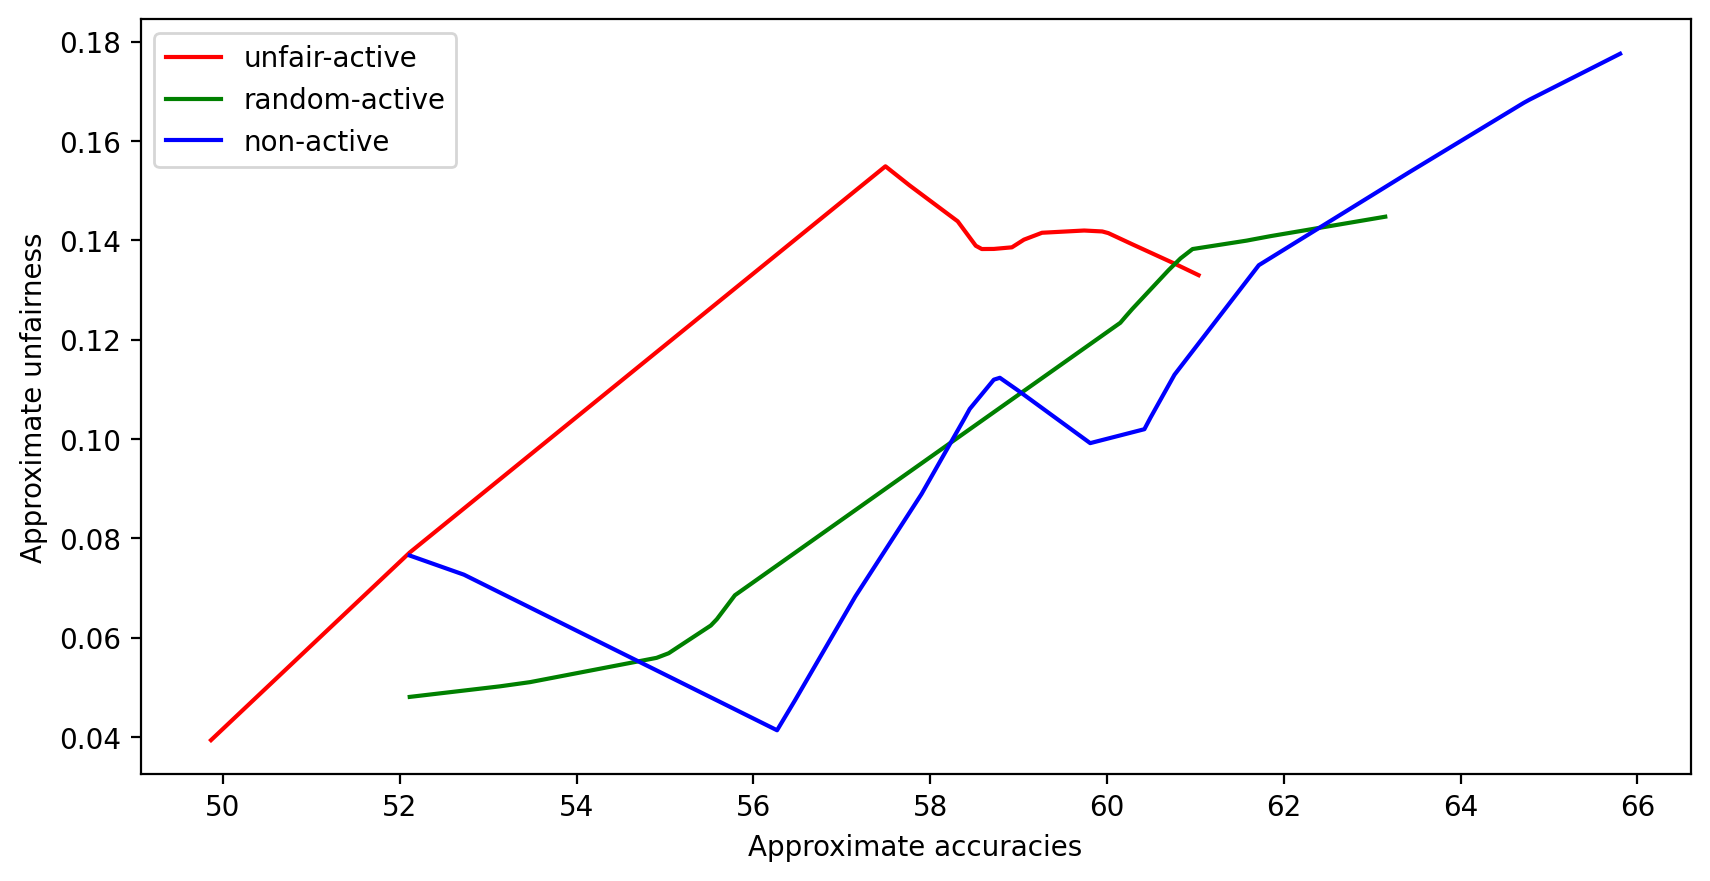 unfair-active
random-active
non-active
0.18
0.16
0.14
0.12
0.10
0.08
0.06
0.04
Approximate unfairness
50 52 54 56 58 60 62 64 66
Approximate accuracies